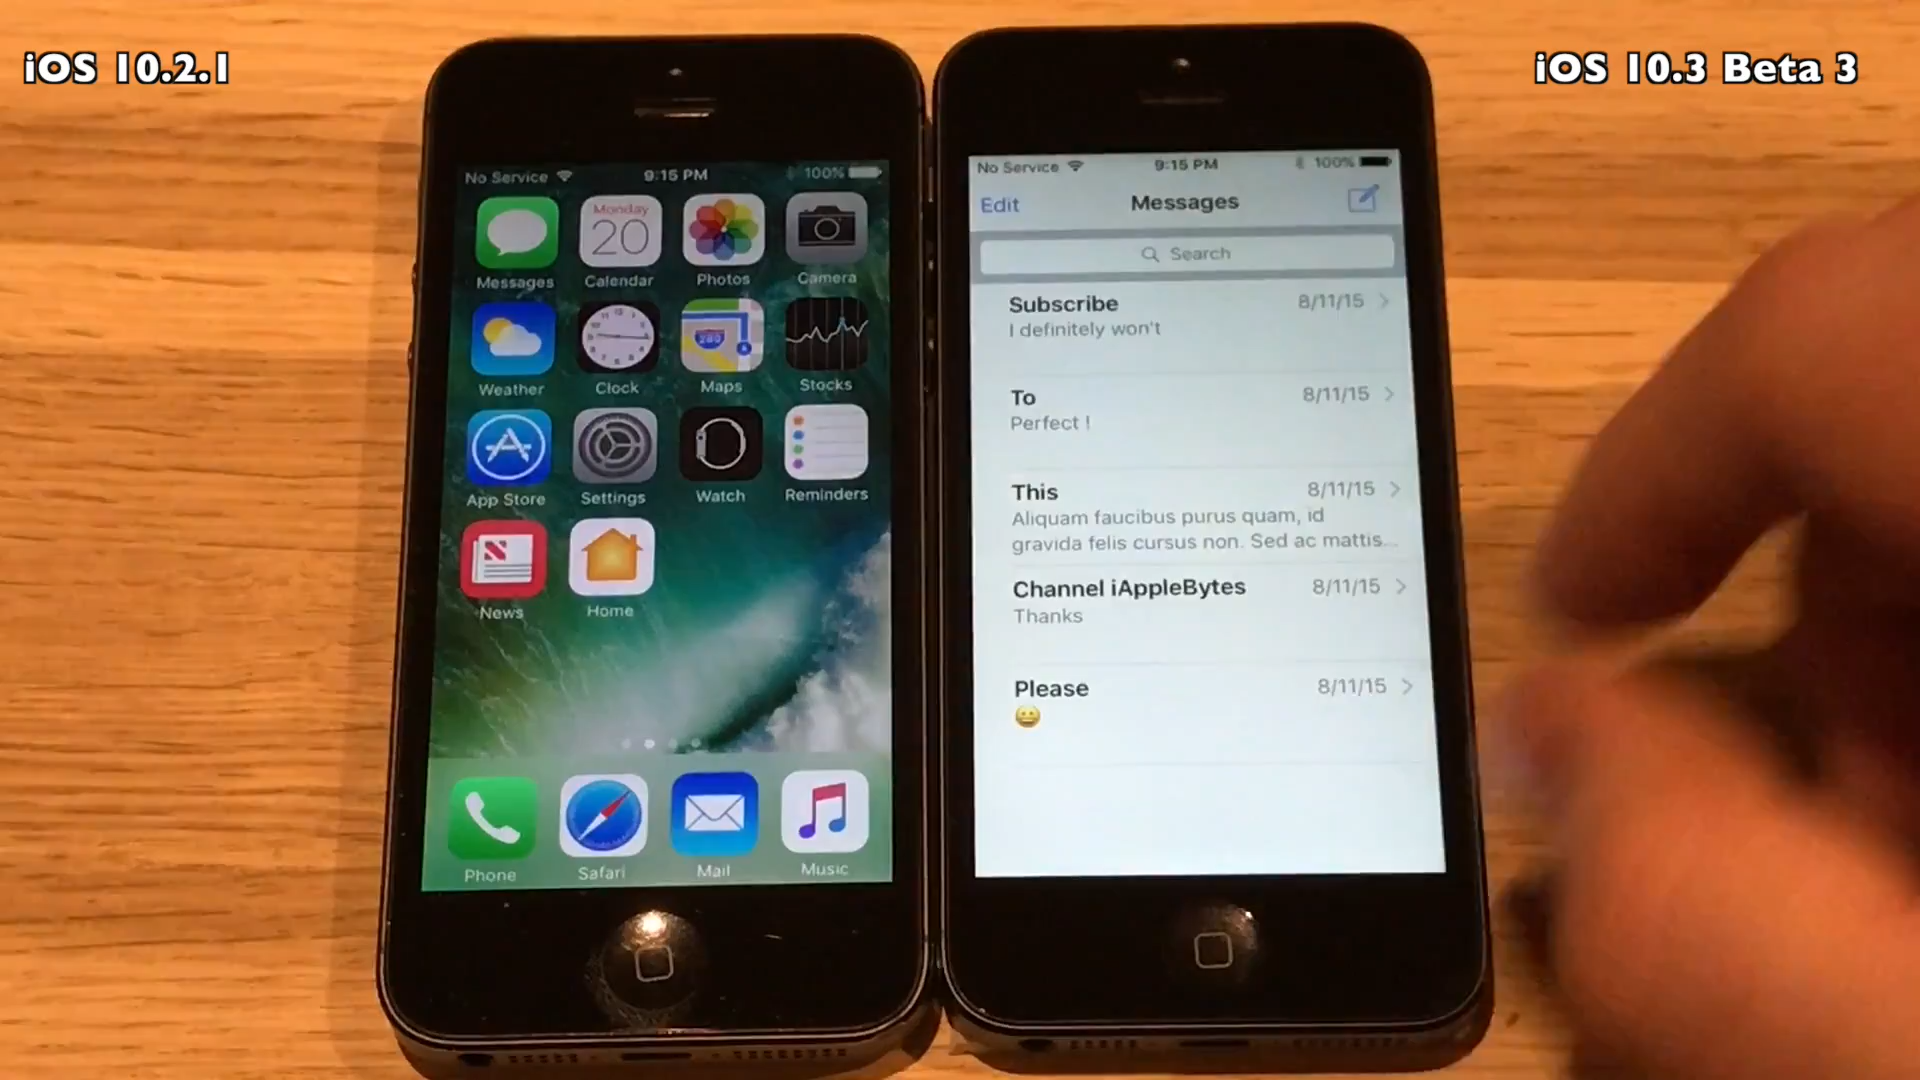 iOS 10.2.1
iOS 10.3 Beta 3
No Service 9:15 PM 100%
Monday
20
Messages Calendar Photos Camera
280
Weather Clock Maps Stocks
App Store Settings Watch Reminders
News Home
Phone Safari Mail Music
No Service 9:15 PM 100%
Edit Messages
Search
Subscribe 8/11/15
I definitely won't
To 8/11/15
Perfect !
This 8/11/15
Aliquam faucibus purus quam, id
gravida felis cursus non. Sed ac mattis...
Channel iAppleBytes 8/11/15
Thanks
Please 8/11/15
😀